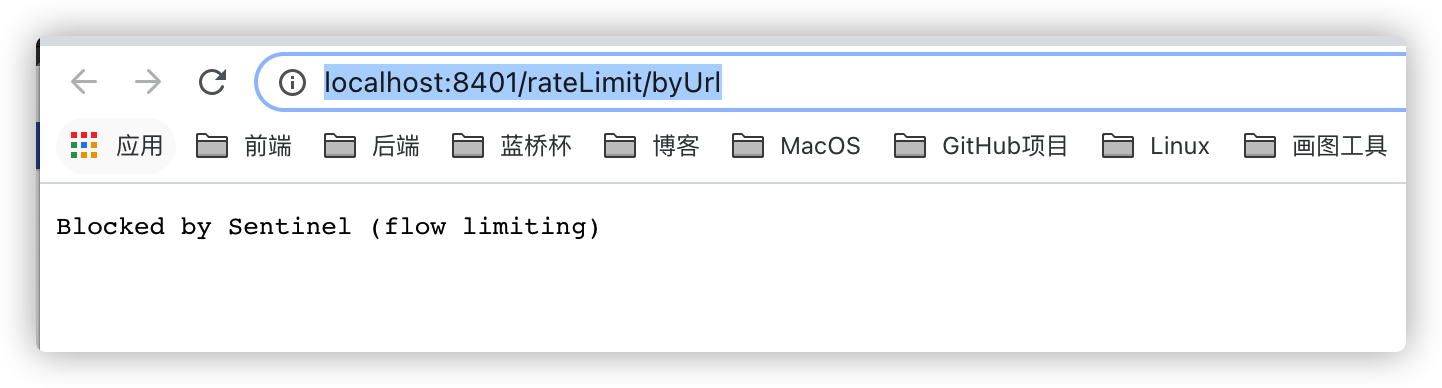 localhost:8401/rateLimit/byUrl
应用 前端 后端 蓝桥杯 博客 MacOS GitHub项目 Linux 画图工具
Blocked by Sentinel (flow limiting)